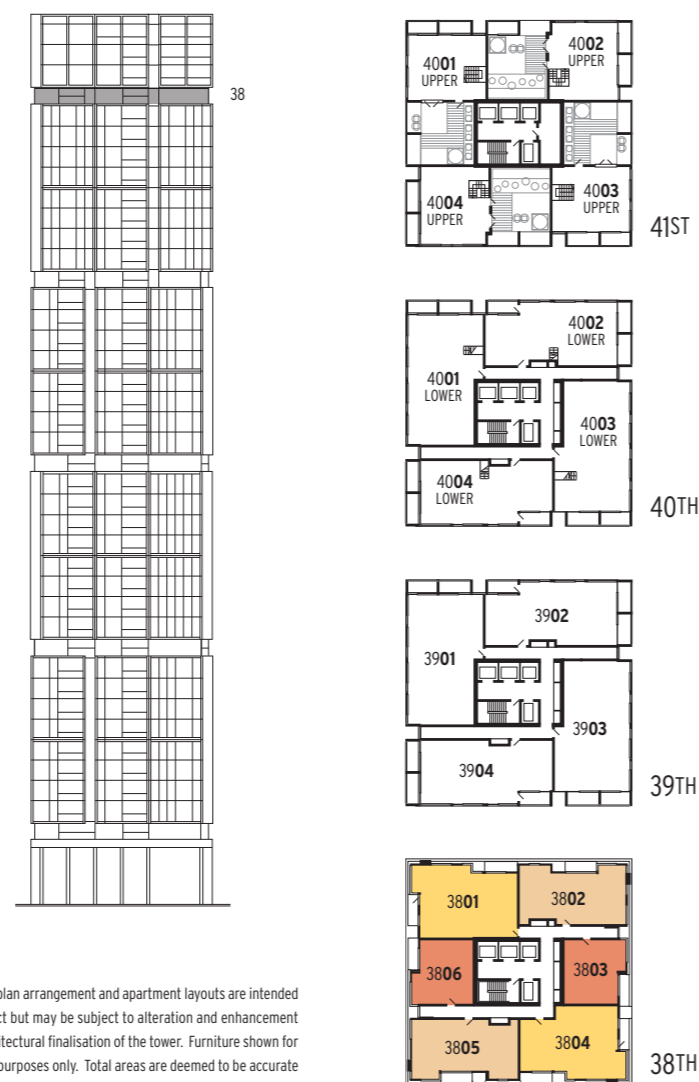 38
4001
UPPER
4002
UPPER
4004
UPPER
4003
UPPER
41ST
4002
LOWER
4001
LOWER
4003
LOWER
4004
LOWER
40TH
3902
3901
3903
3904
39TH
3801
3802
3806
3803
3805
3804
38TH
plan arrangement and apartment layouts are intended
ct but may be subject to alteration and enhancement
itectural finalisation of the tower. Furniture shown for
purposes only. Total areas are deemed to be accurate